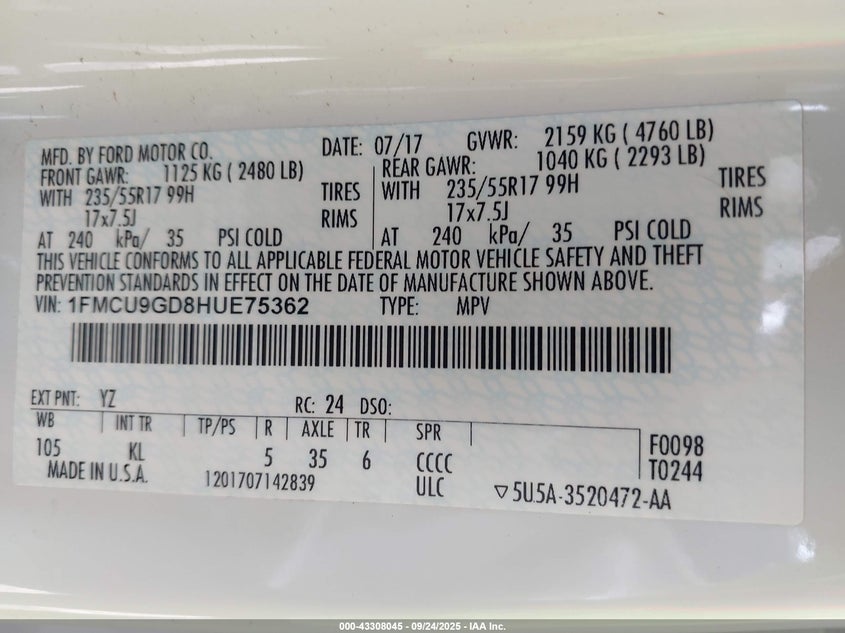 MFD. BY FORD MOTOR CO. DATE: 07/17 GVWR: 2159 KG ( 4760 LB)
FRONT GAWR: 1125 KG ( 2480 LB) REAR GAWR: 1040 KG ( 2293 LB)
WITH 235/55R17 99H TIRES WITH 235/55R17 99H TIRES
17x7.5J RIMS 17x7.5J RIMS
AT 240 kPa/ 35 PSI COLD AT 240 kPa/ 35 PSI COLD
THIS VEHICLE CONFORMS TO ALL APPLICABLE FEDERAL MOTOR VEHICLE SAFETY AND THEFT
PREVENTION STANDARDS IN EFFECT ON THE DATE OF MANUFACTURE SHOWN ABOVE.
VIN: 1FMCU9GD8HUE75362 TYPE: MPV
EXT PNT: YZ RC: 24 DSO:
WB INT TR TP/PS R AXLE TR SPR
105 KL 5 35 6 CCCC F0098
MADE IN U.S.A. 1201707142839 ULC T0244
▽5U5A-3520472-AA
000-43308045 - 09/24/2025 - IAA Inc.